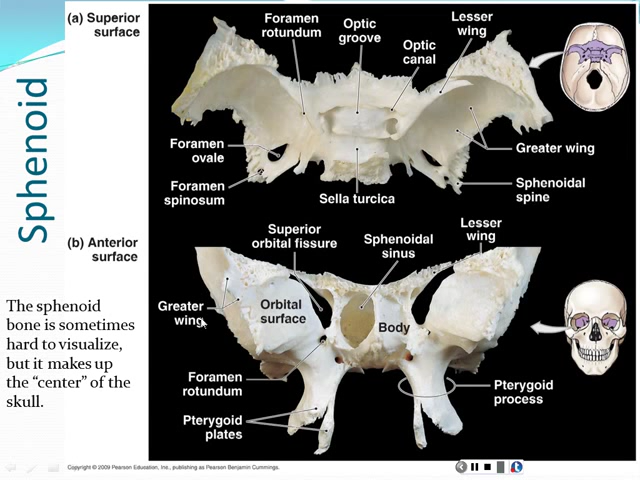 Sphenoid
(a) Superior
surface
Foramen
rotundum
Optic
groove
Optic
canal
Lesser
wing
Foramen
ovale
Foramen
spinosum
Sella turcica
Greater wing
Sphenoidal
spine
(b) Anterior
surface
Superior
orbital fissure
Sphenoidal
sinus
Lesser
wing
Greater
wing
Orbital
surface
Body
Foramen
rotundum
Pterygoid
plates
Pterygoid
process
The sphenoid
bone is sometimes
hard to visualize,
but it makes up
the “center” of the
skull.
Copyright © 2009 Pearson Education, Inc., publishing as Pearson Benjamin Cummings.